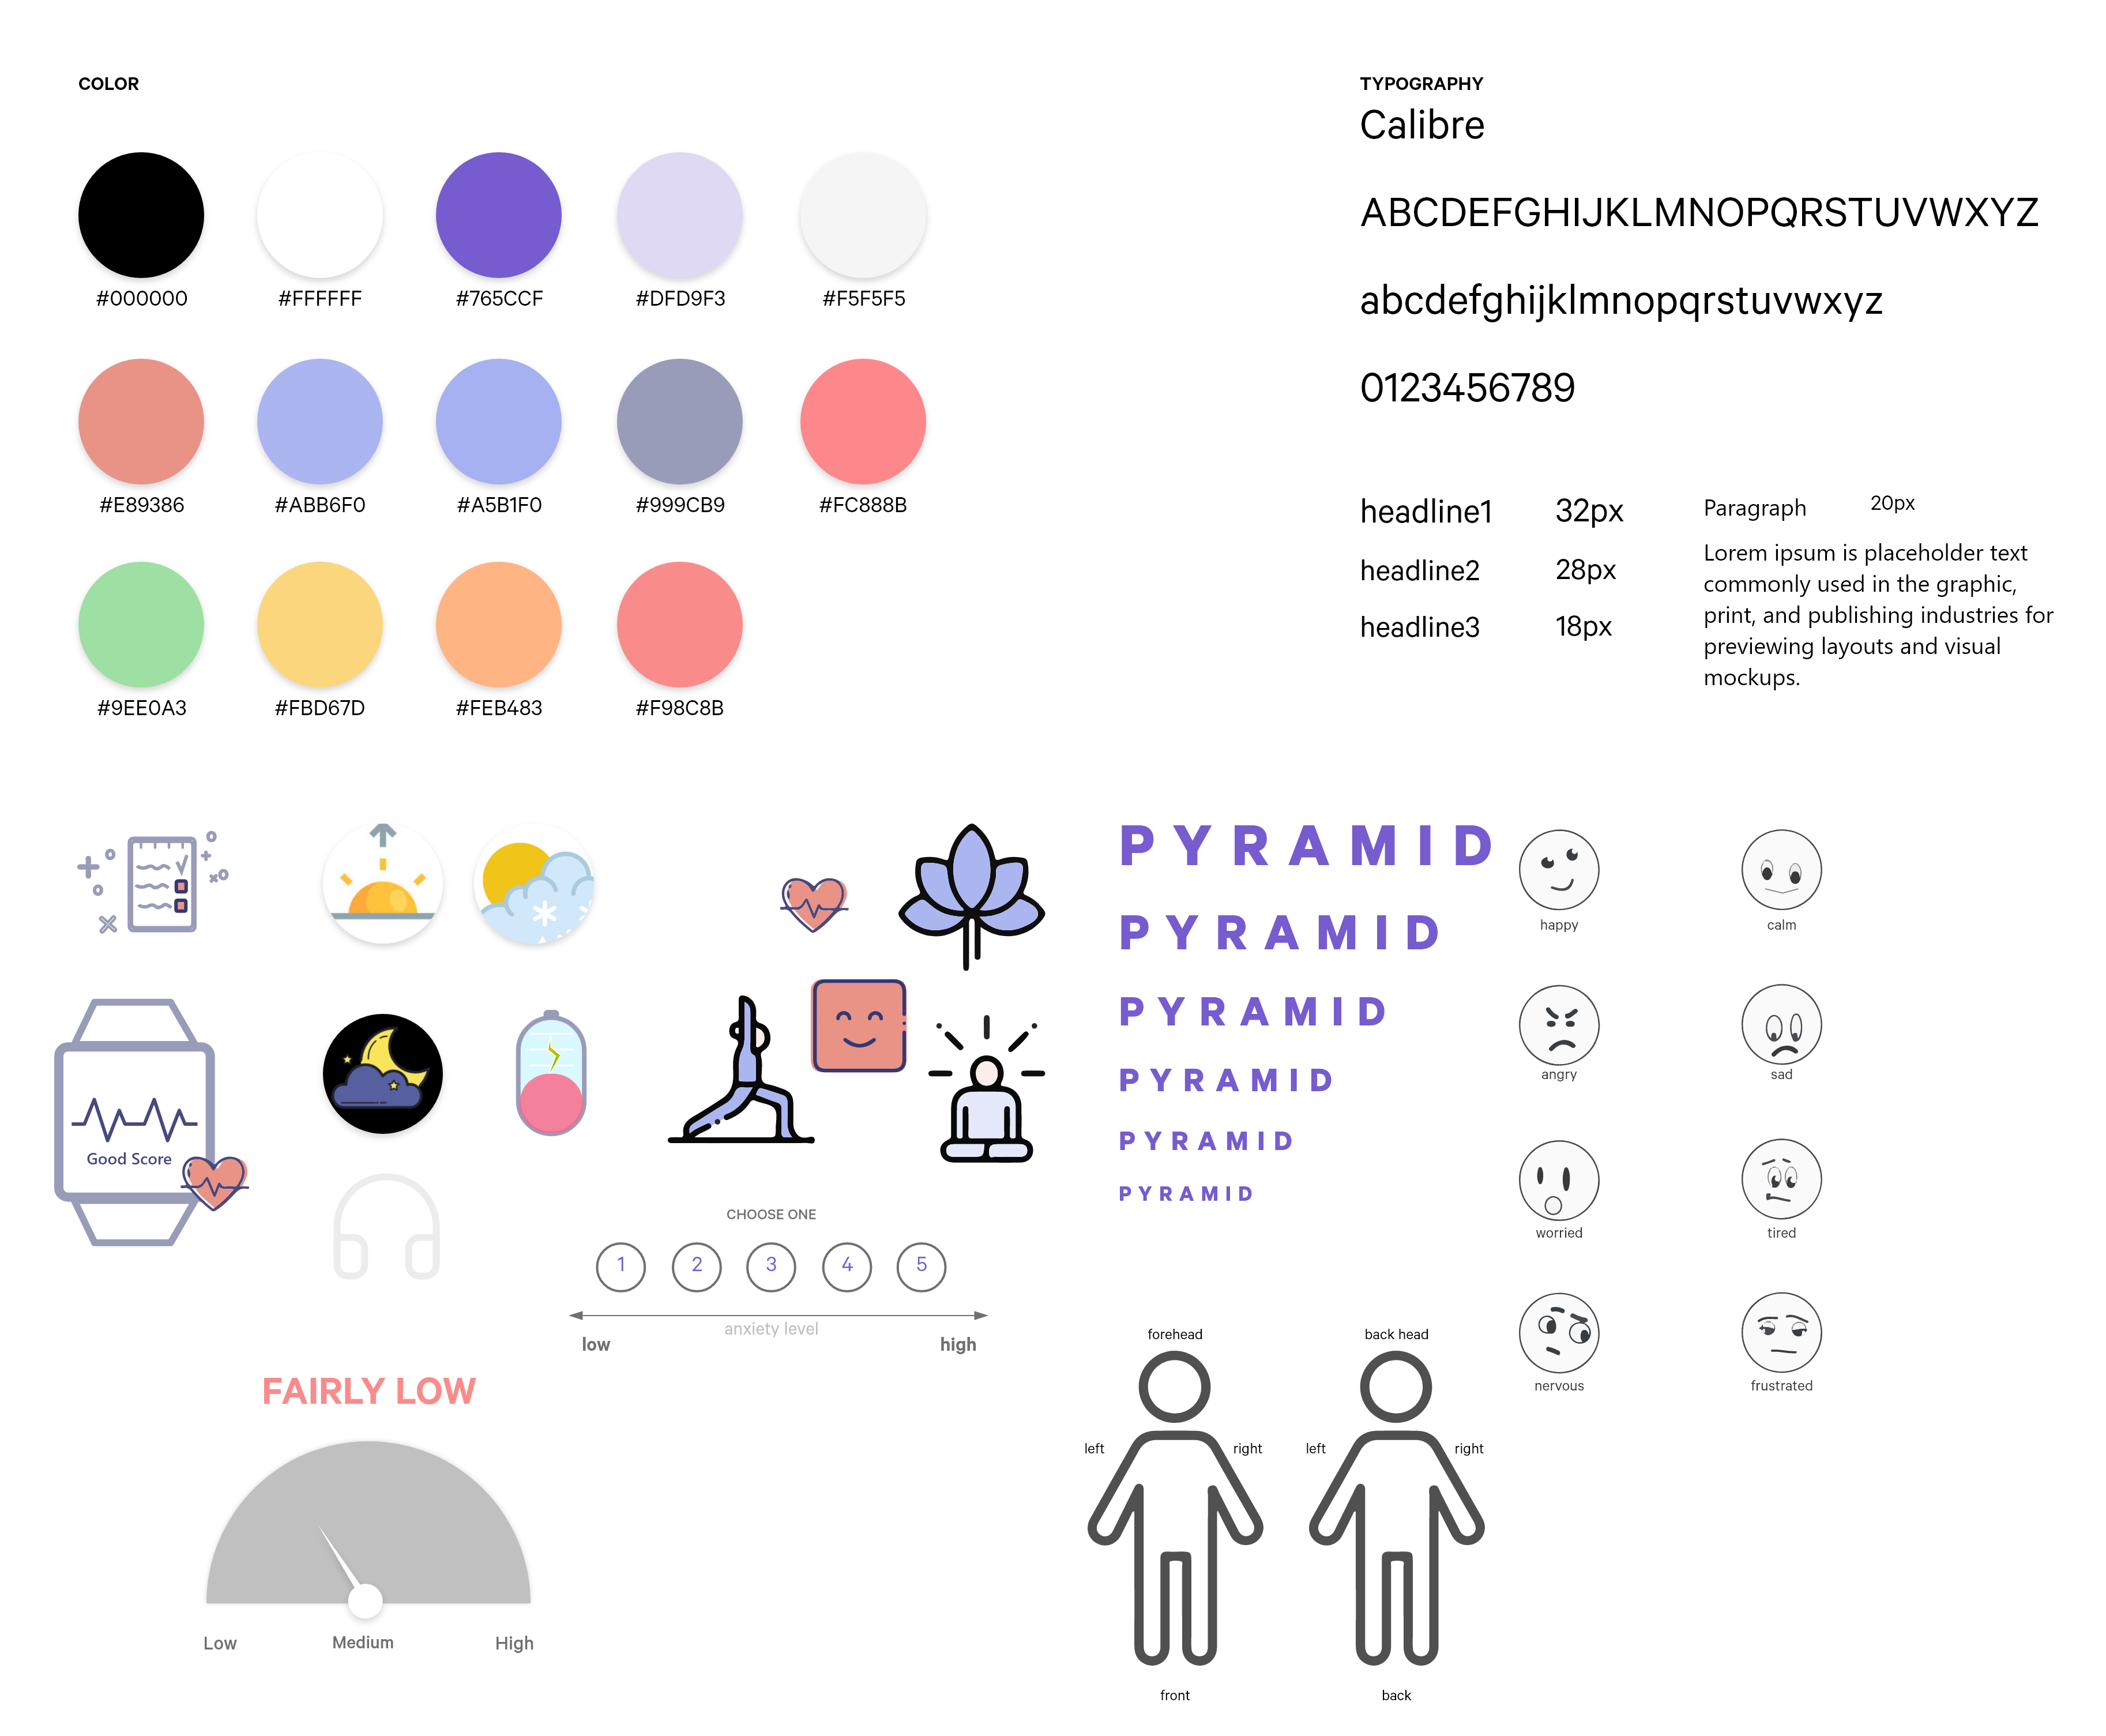 COLOR
#000000
#FFFFFF
#765CCF
#DFD9F3
#F5F5F5
#E89386
#ABB6F0
#A5B1F0
#999CB9
#FC888B
#9EE0A3
#FBD67D
#FEB483
#F98C8B
TYPOGRAPHY
Calibre
ABCDEFGHIJKLMNOPQRSTUVWXYZ
abcdefghijklmnopqrstuvwxyz
0123456789
headline1 32px
headline2 28px
headline3 18px
Paragraph 20px
Lorem ipsum is placeholder text
commonly used in the graphic,
print, and publishing industries for
previewing layouts and visual
mockups.
Good Score
CHOOSE ONE
1 2 3 4 5
anxiety level
low high
FAIRLY LOW
Low Medium High
PYRAMID
PYRAMID
PYRAMID
PYRAMID
PYRAMID
PYRAMID
happy
calm
angry
sad
worried
tired
nervous
frustrated
forehead
left right
front
back head
left right
back